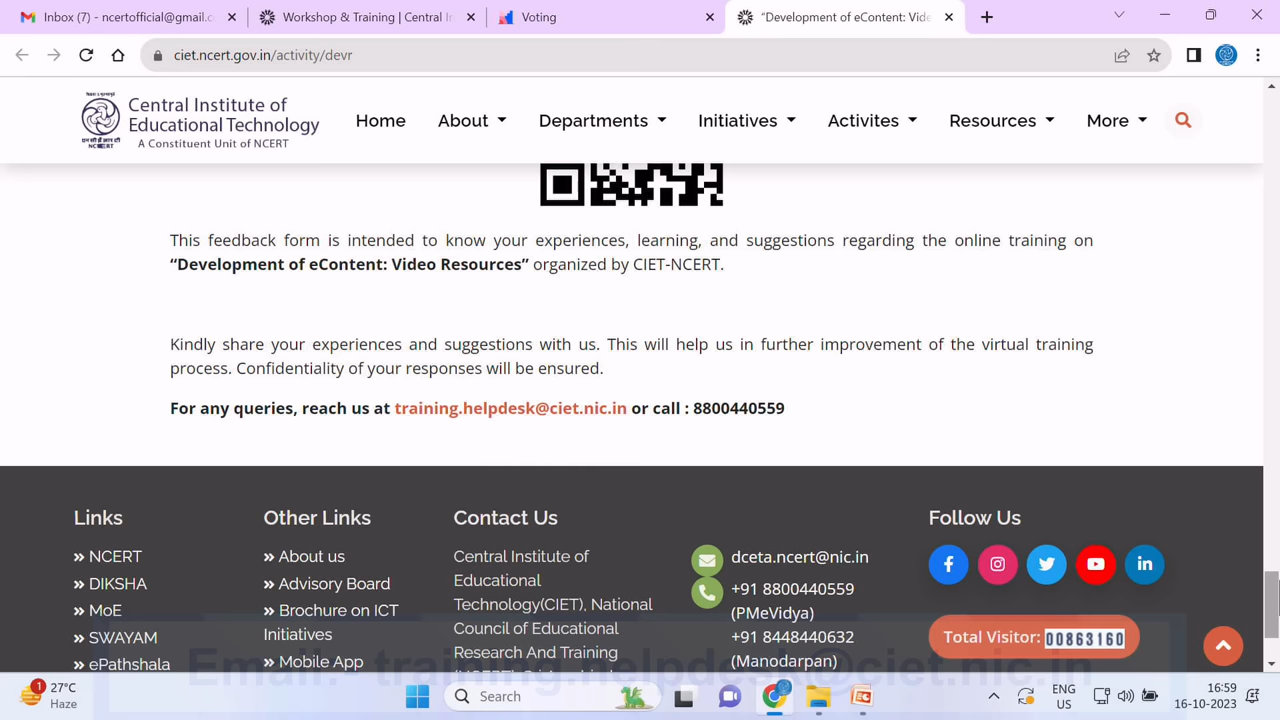 Inbox (7) - ncertofficial@gmail.c
Workshop & Training | Central In
Voting
"Development of eContent: Vide
ciet.ncert.gov.in/activity/devr
Central Institute of
Educational Technology
A Constituent Unit of NCERT
Home
About
Departments
Initiatives
Activites
Resources
More
This feedback form is intended to know your experiences, learning, and suggestions regarding the online training on
“Development of eContent: Video Resources” organized by CIET-NCERT.
Kindly share your experiences and suggestions with us. This will help us in further improvement of the virtual training
process. Confidentiality of your responses will be ensured.
For any queries, reach us at training.helpdesk@ciet.nic.in or call : 8800440559
Links
» NCERT
» DIKSHA
» MoE
» SWAYAM
» ePathshala
Other Links
» About us
» Advisory Board
» Brochure on ICT
Initiatives
» Mobile App
Contact Us
Central Institute of
Educational
Technology(CIET), National
Council of Educational
Research And Training
dceta.ncert@nic.in
+91 8800440559
(PMeVidya)
+91 8448440632
(Manodarpan)
Follow Us
Total Visitor: 00863160
Email - training.helpdesk@ciet.nic.in
1
27°C
Haze
Search
ENG
US
16:59
16-10-2023